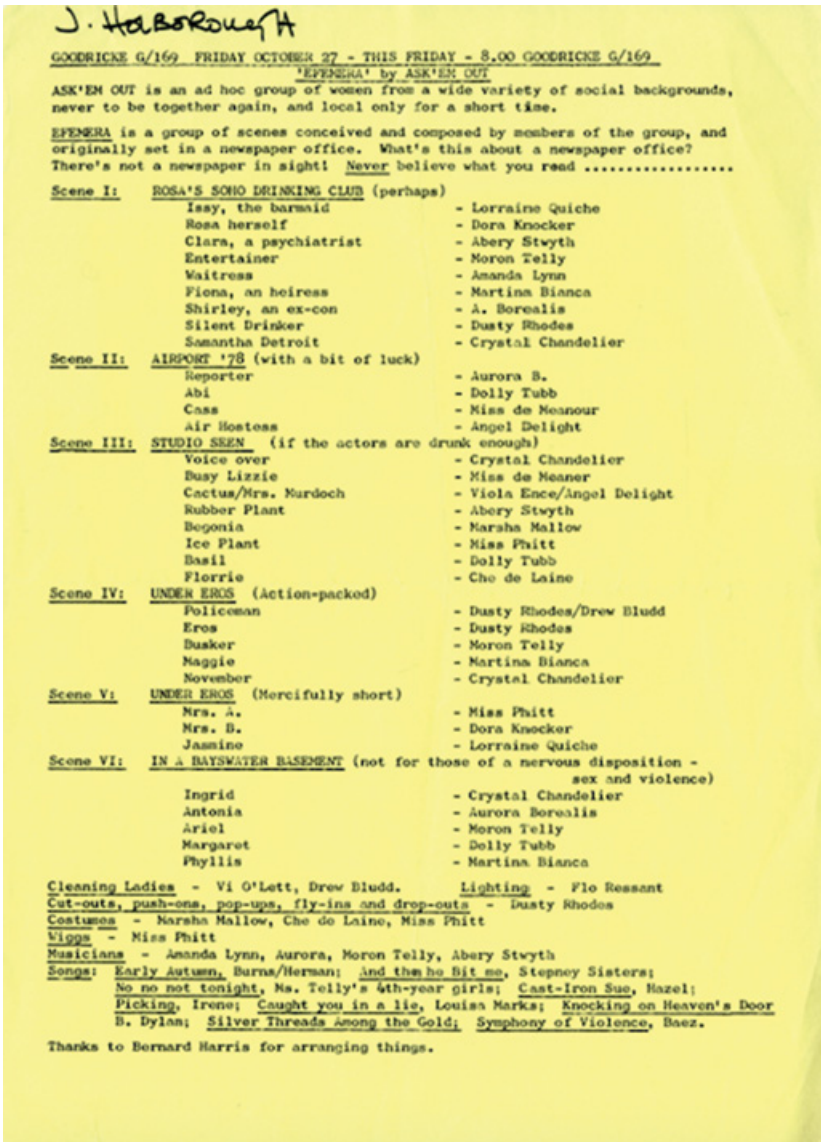 J. HOLBOROUGH
GOODRICKE G/169 FRIDAY OCTOBER 27 - THIS FRIDAY - 8.00 GOODRICKE G/169
'EFEMERA' by ASK'EM OUT
ASK'EM OUT is an ad hoc group of women from a wide variety of social backgrounds,
never to be together again, and local only for a short time.
EFEMERA is a group of scenes conceived and composed by members of the group, and
originally set in a newspaper office. What's this about a newspaper office?
There's not a newspaper in sight! Never believe what you read ..................
Scene I: ROSA'S SOHO DRINKING CLUB (perhaps)
Issy, the barmaid - Lorraine Quiche
Rosa herself - Dora Knocker
Clara, a psychiatrist - Abery Stwyth
Entertainer - Moron Telly
Waitress - Amanda Lynn
Fiona, an heiress - Martina Bianca
Shirley, an ex-con - A. Borealis
Silent Drinker - Dusty Rhodes
Samantha Detroit - Crystal Chandelier
Scene II: AIRPORT '78 (with a bit of luck)
Reporter - Aurora B.
Abi - Dolly Tubb
Cass - Miss de Meanour
Air Hostess - Angel Delight
Scene III: STUDIO SEEN (if the actors are drunk enough)
Voice over - Crystal Chandelier
Busy Lizzie - Miss de Meaner
Cactus/Mrs. Murdoch - Viola Ence/Angel Delight
Rubber Plant - Abery Stwyth
Begonia - Marsha Mallow
Ice Plant - Miss Phitt
Basil - Dolly Tubb
Florrie - Che de Laine
Scene IV: UNDER EROS (Action-packed)
Policeman - Dusty Rhodes/Drew Bludd
Eros - Dusty Rhodes
Busker - Moron Telly
Maggie - Martina Bianca
November - Crystal Chandelier
Scene V: UNDER EROS (Mercifully short)
Mrs. A. - Miss Phitt
Mrs. B. - Dora Knocker
Jasmine - Lorraine Quiche
Scene VI: IN A BAYSWATER BASEMENT (not for those of a nervous disposition -
sex and violence)
Ingrid - Crystal Chandelier
Antonia - Aurora Borealis
Ariel - Moron Telly
Margaret - Dolly Tubb
Phyllis - Martina Bianca
Cleaning Ladies - Vi O'Lett, Drew Bludd. Lighting - Flo Ressant
Cut-outs, push-ons, pop-ups, fly-ins and drop-outs - Dusty Rhodes
Costumes - Marsha Mallow, Che de Laine, Miss Phitt
Wiggs - Miss Phitt
Musicians - Amanda Lynn, Aurora, Moron Telly, Abery Stwyth
Songs: Early Autumn, Burns/Herman; And then he Bit me, Stepney Sisters;
No no not tonight, Ms. Telly's 4th-year girls; Cast-Iron Sue, Hazel;
Picking, Irene; Caught you in a lie, Louisa Marks; Knocking on Heaven's Door
B. Dylan; Silver Threads Among the Gold; Symphony of Violence, Baez.
Thanks to Bernard Harris for arranging things.